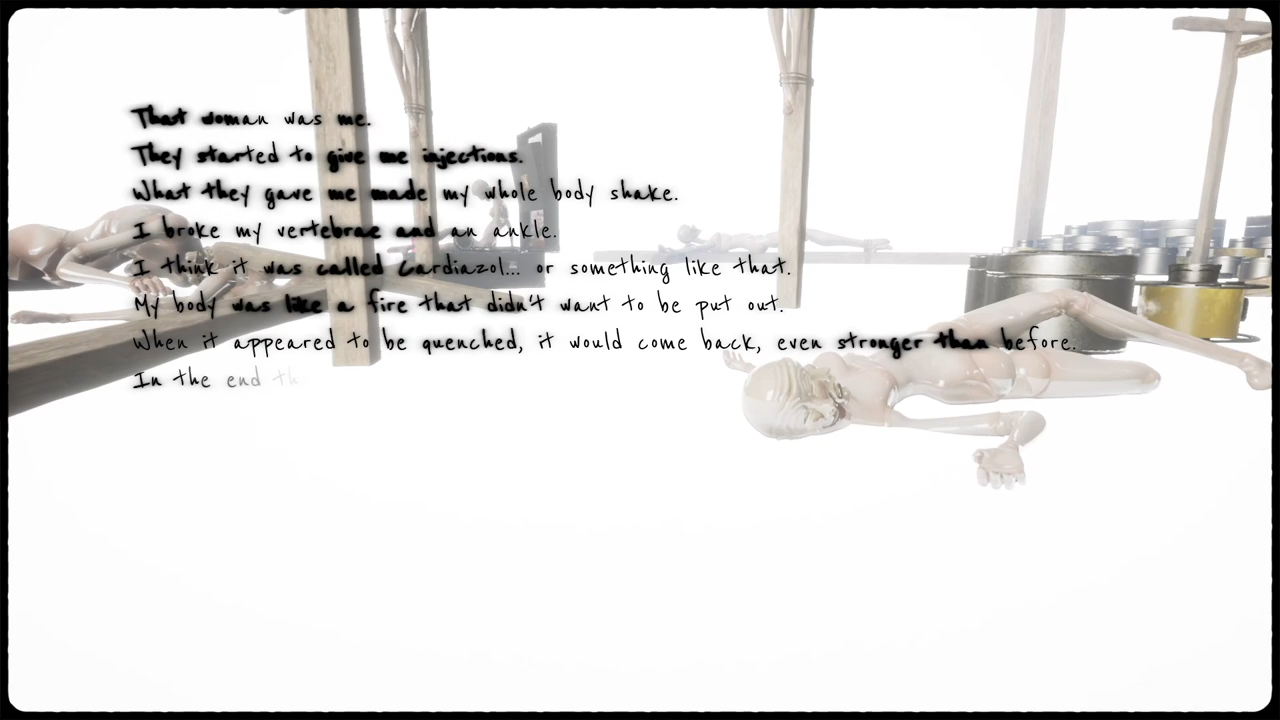 That woman was me.
They started to give me injections.
What they gave me made my whole body shake.
I broke my vertebrae and an ankle.
I think it was called Cardiazol... or something like that.
My body was like a fire that didn't want to be put out.
When it appeared to be quenched, it would come back, even stronger than before.
In the end th